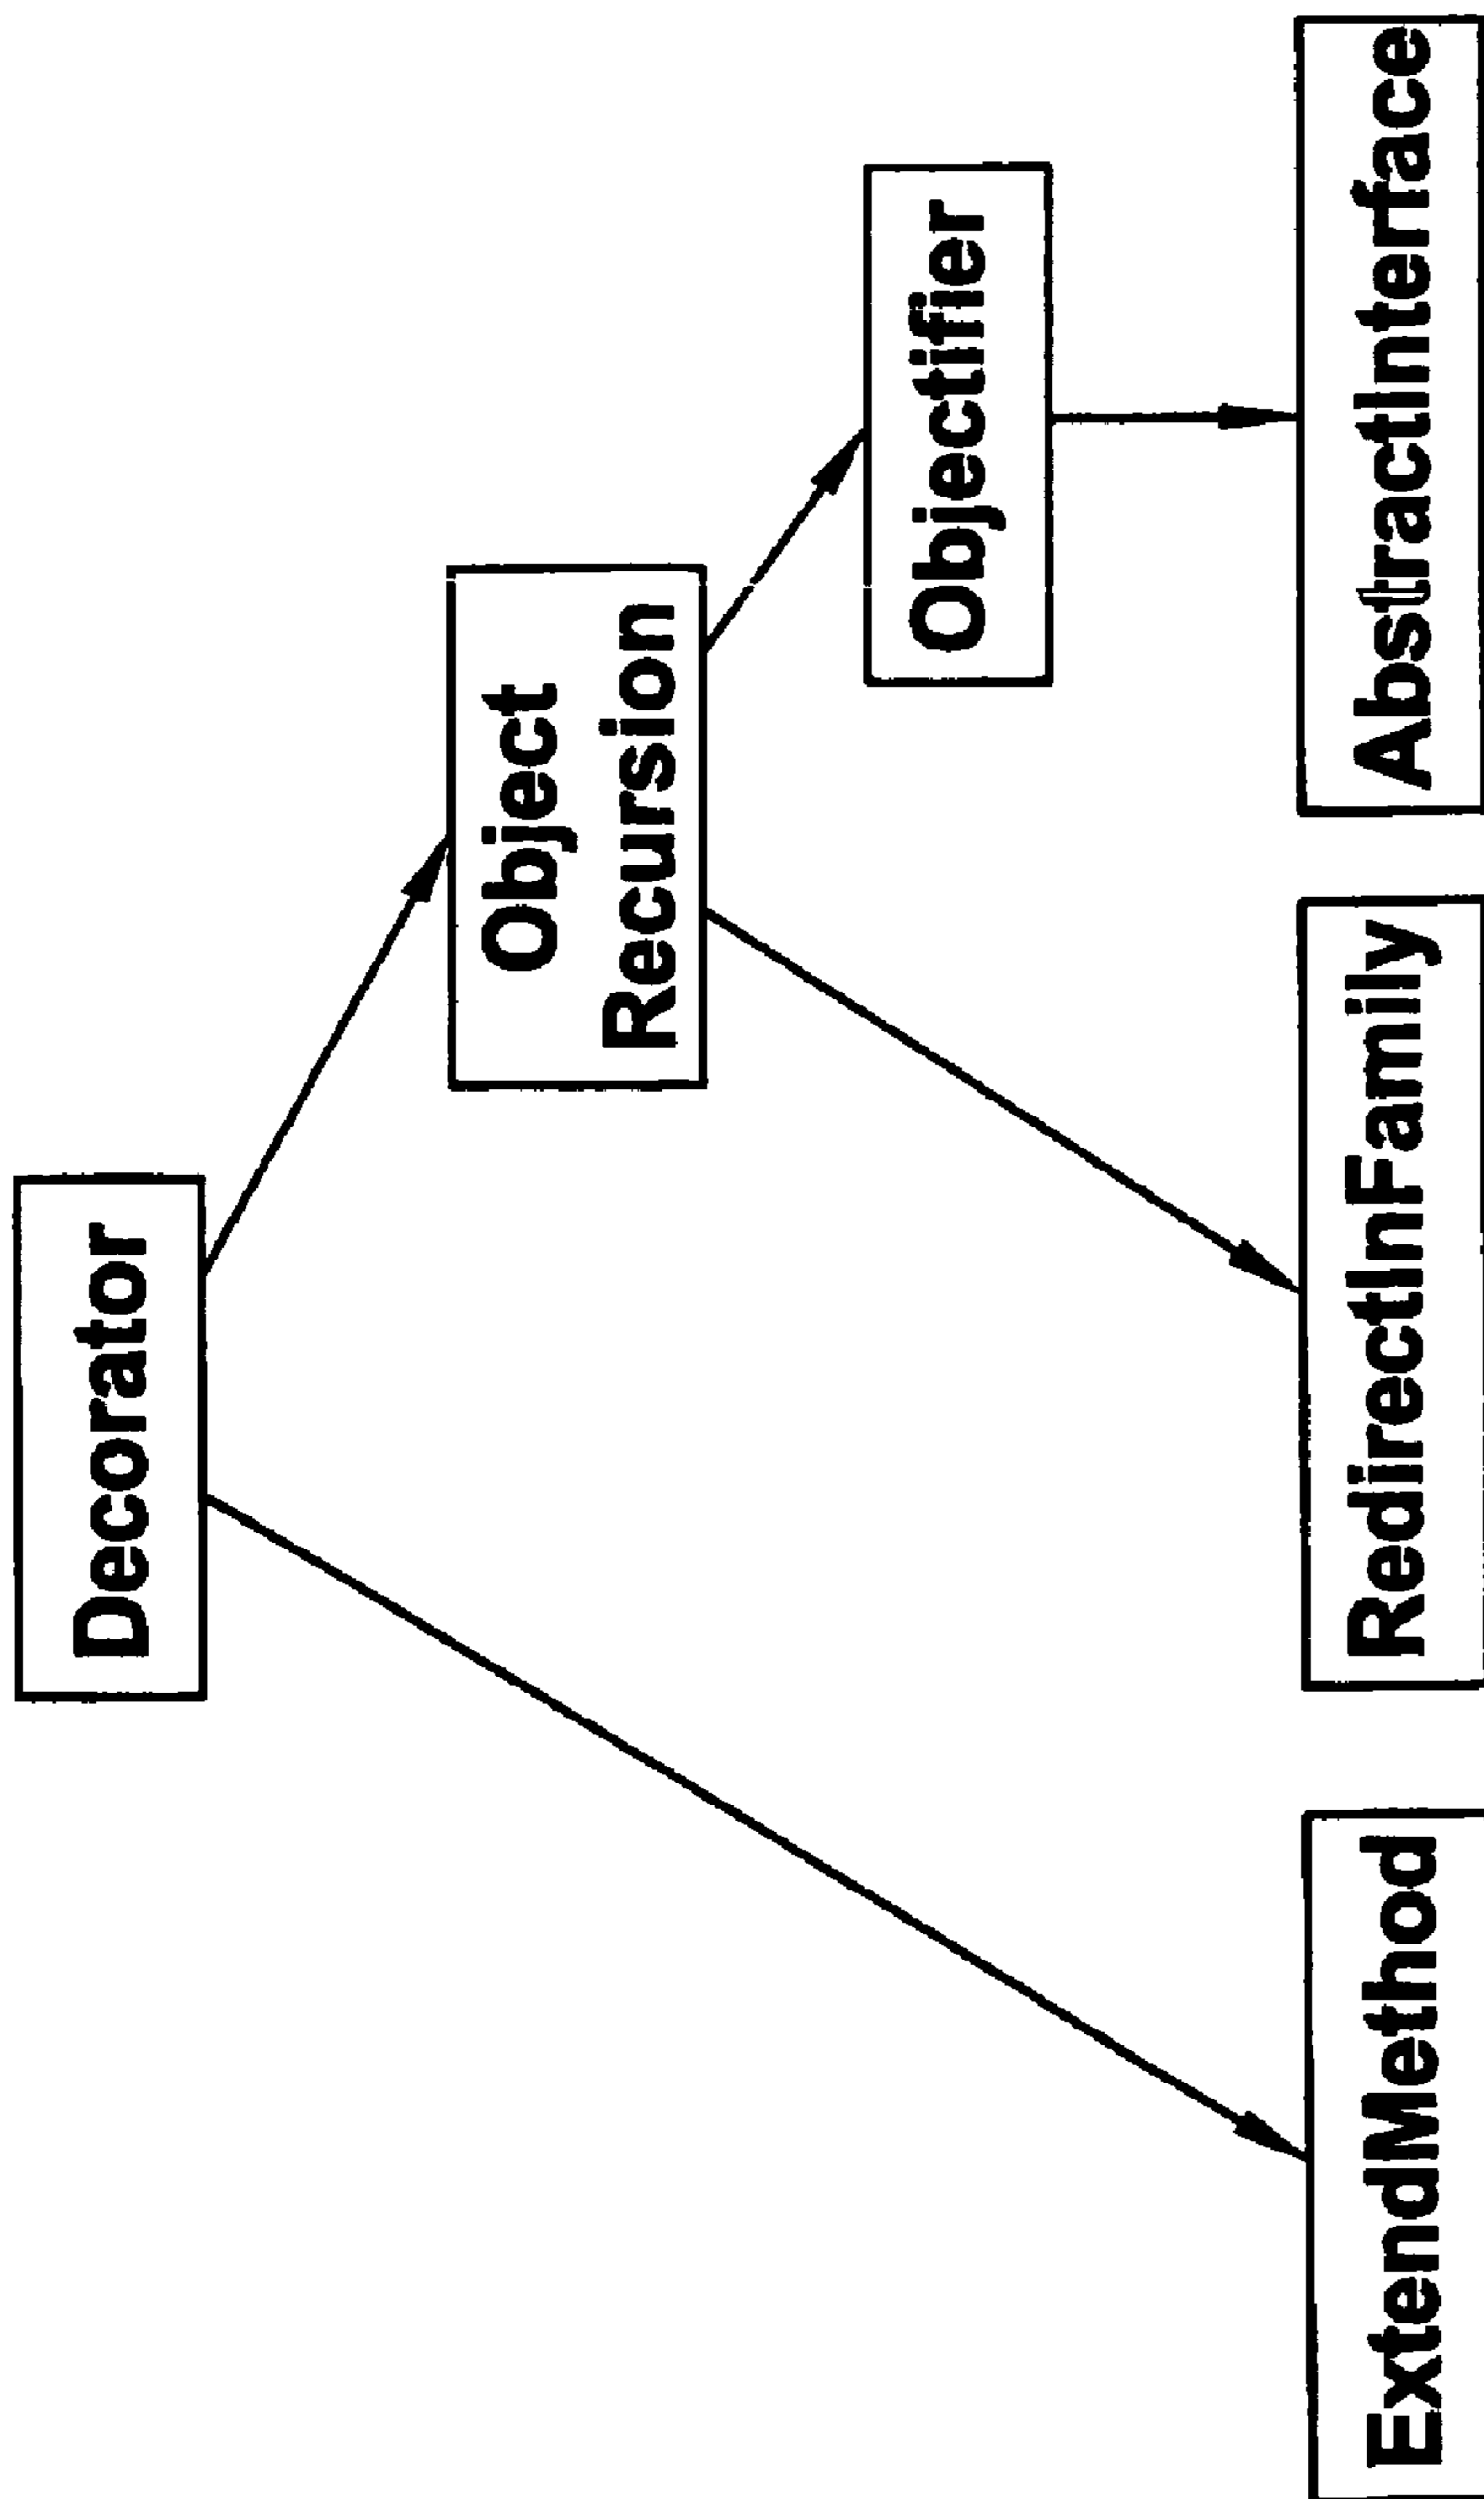 Decorator
Object
Recursion
Objectifier
ExtendMethod
RedirectInFamily
AbstractInterface